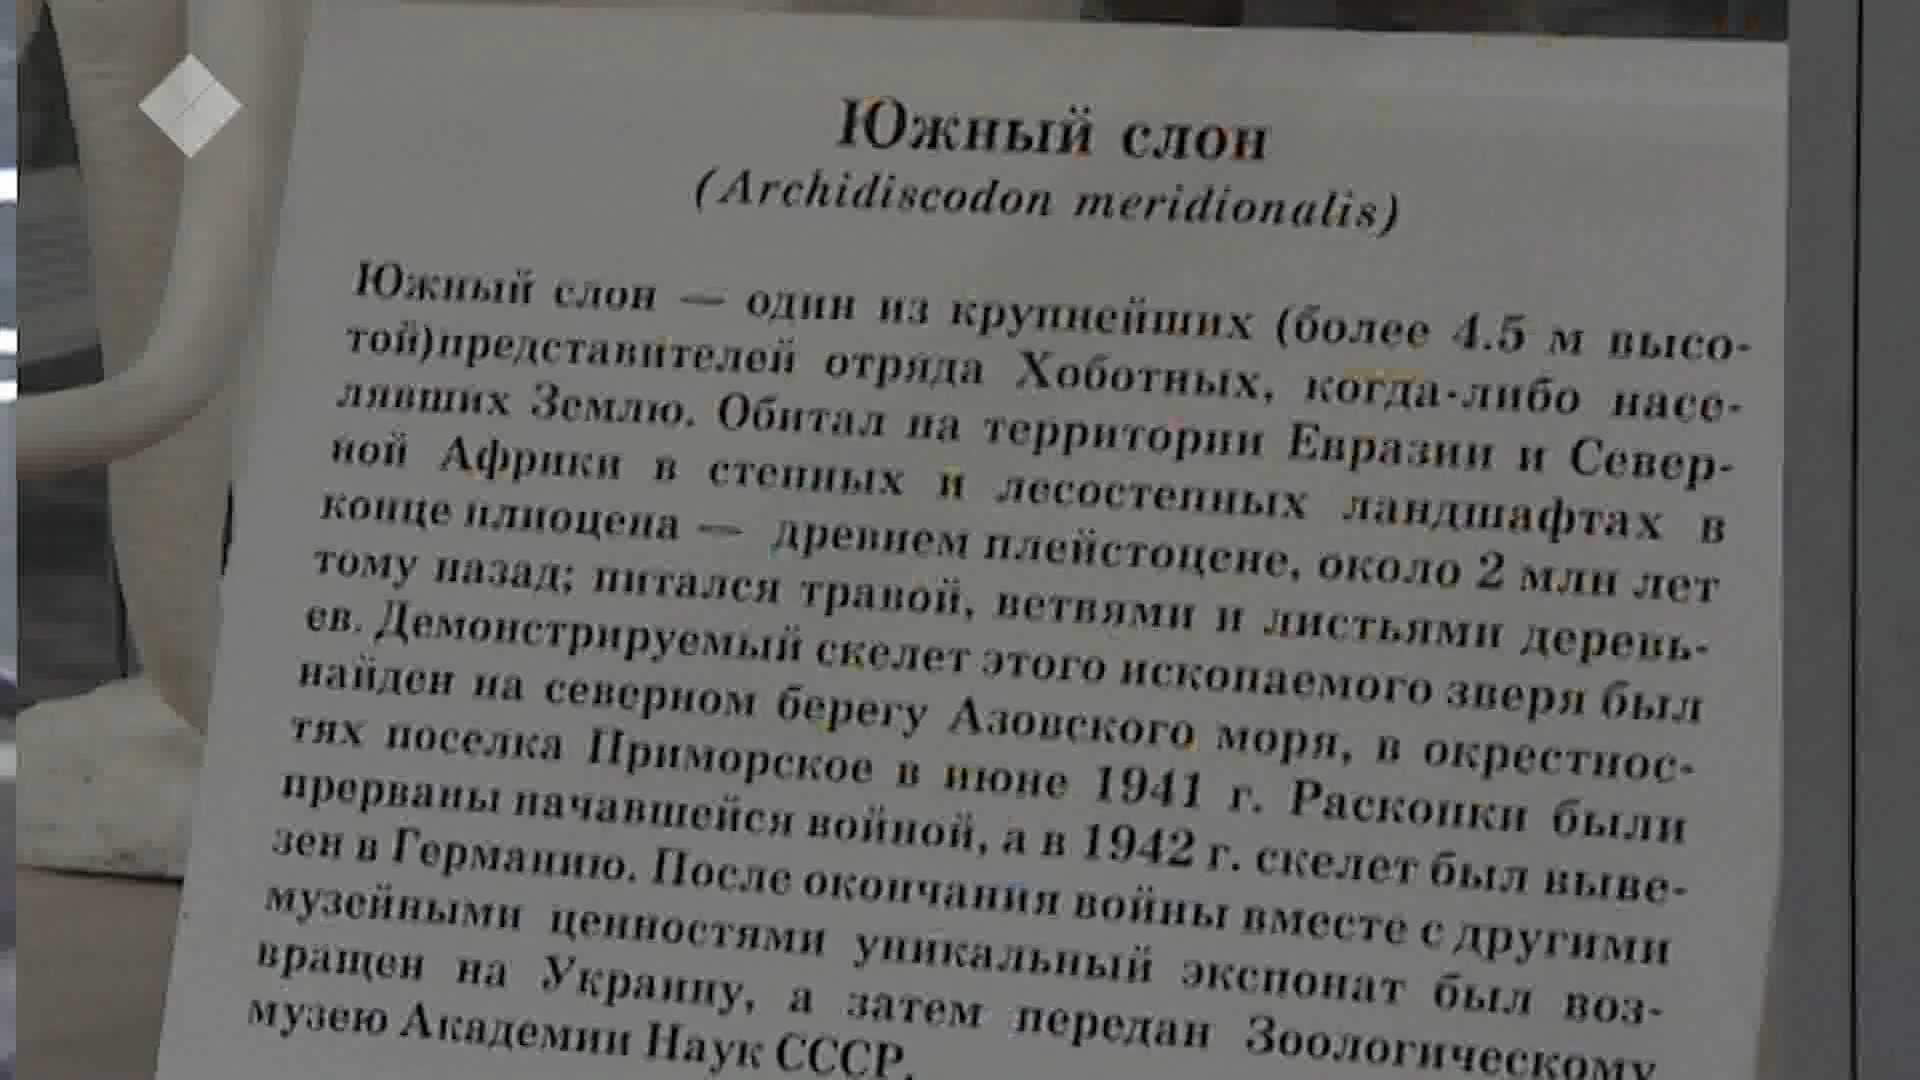 Южный слон
(Archidiscodon meridionalis)
Южный слон — один из крупнейших (более 4.5 м высо-
той)представителей отряда Хоботных, когда-либо насе-
лявших Землю. Обитал на территории Евразии и Север-
ной Африки в степных и лесостепных ландшафтах в
конце плиоцена — древнем плейстоцене, около 2 млн лет
тому назад; питался травой, ветвями и листьями деревь-
ев. Демонстрируемый скелет этого ископаемого зверя был
найден на северном берегу Азовского моря, в окрестнос-
тях поселка Приморское в июне 1941 г. Раскопки были
прерваны начавшейся войной, а в 1942 г. скелет был выве-
зен в Германию. После окончания войны вместе с другими
музейными ценностями уникальный экспонат был воз-
вращен на Украину, а затем передан Зоологическому
музею Академии Наук СССР.